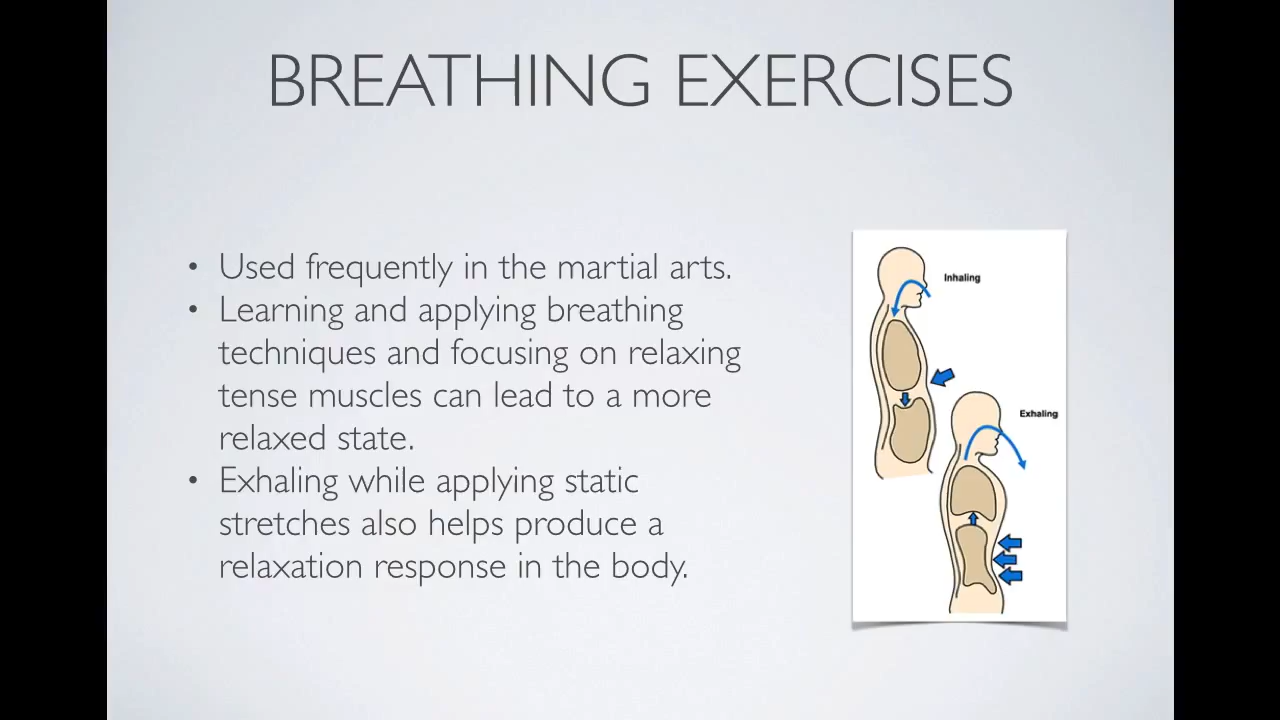 BREATHING EXERCISES
• Used frequently in the martial arts.
• Learning and applying breathing
techniques and focusing on relaxing
tense muscles can lead to a more
relaxed state.
• Exhaling while applying static
stretches also helps produce a
relaxation response in the body.
Inhaling
Exhaling